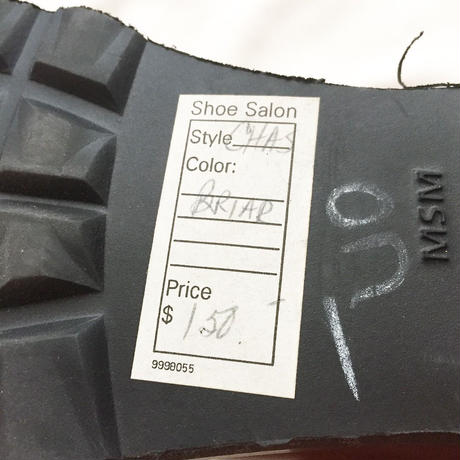 Shoe Salon
Style CHAS
Color:
BRIAR
Price
$ 150.-
9998055
MSM